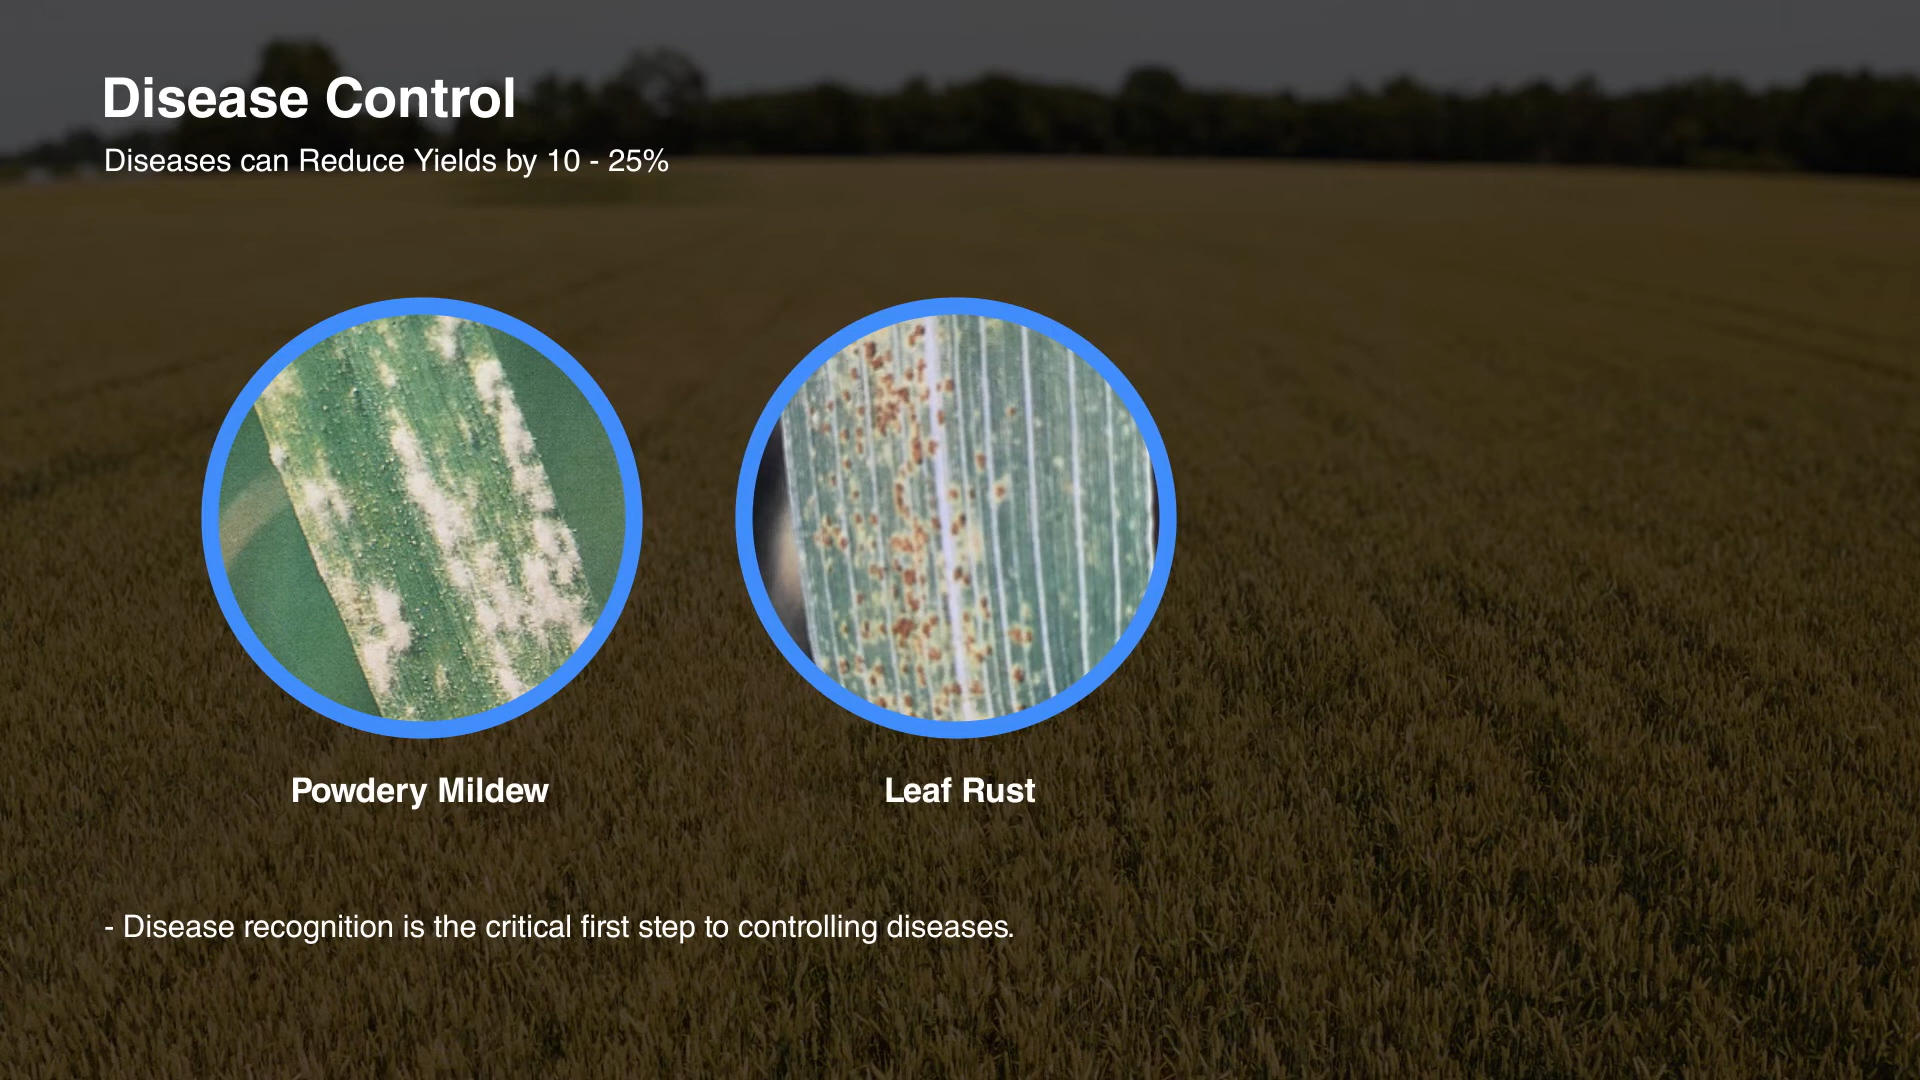 Disease Control
Diseases can Reduce Yields by 10 - 25%
Powdery Mildew
Leaf Rust
- Disease recognition is the critical first step to controlling diseases.